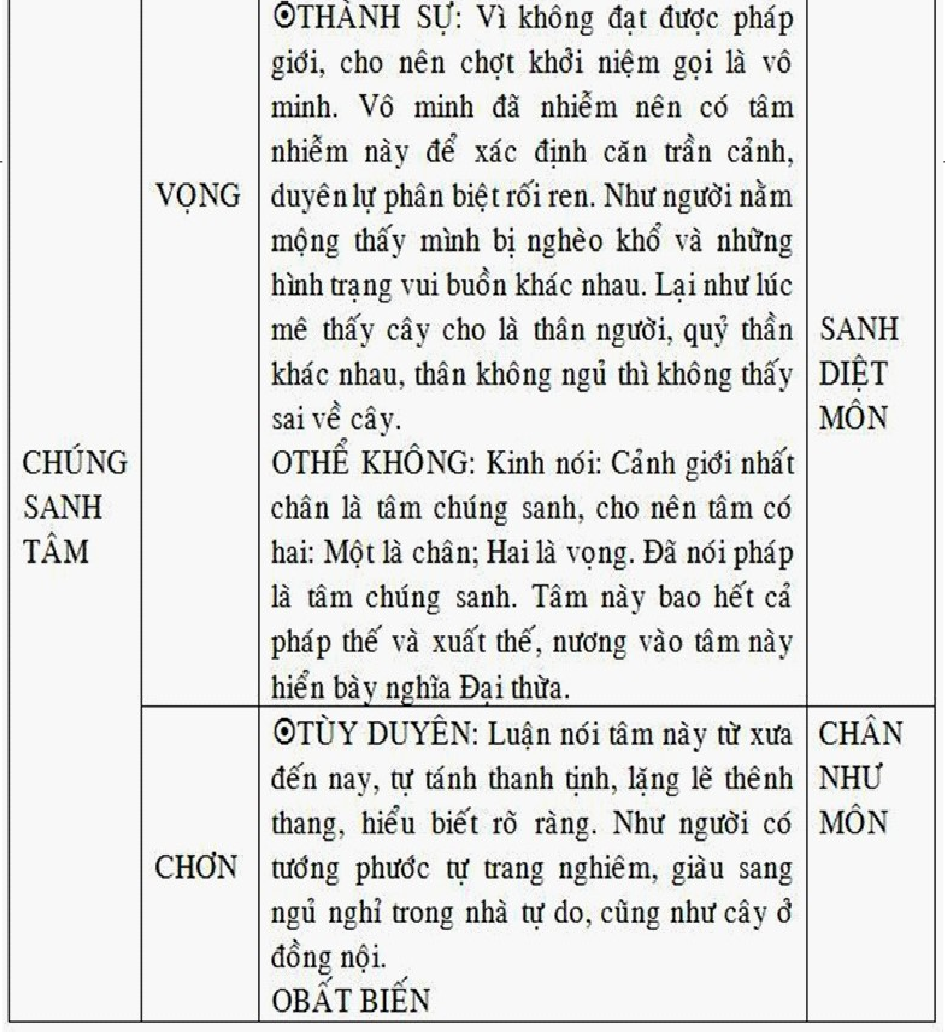 CHÚNG
SANH
TÂM
VỌNG
⊙THÀNH SỰ: Vì không đạt được pháp
giới, cho nên chợt khởi niệm gọi là vô
minh. Vô minh đã nhiễm nên có tâm
nhiễm này để xác định căn trần cảnh,
duyên lự phân biệt rối ren. Như người nằm
mộng thấy mình bị nghèo khổ và những
hình trạng vui buồn khác nhau. Lại như lúc
mê thấy cây cho là thân người, quỷ thần
khác nhau, thân không ngủ thì không thấy
sai về cây.
OTHỂ KHÔNG: Kinh nói: Cảnh giới nhất
chân là tâm chúng sanh, cho nên tâm có
hai: Một là chân; Hai là vọng. Đã nói pháp
là tâm chúng sanh. Tâm này bao hết cả
pháp thế và xuất thế, nương vào tâm này
hiển bày nghĩa Đại thừa.
SANH
DIỆT
MÔN
CHƠN
⊙TÙY DUYÊN: Luận nói tâm này từ xưa
đến nay, tự tánh thanh tịnh, lặng lẽ thênh
thang, hiểu biết rõ ràng. Như người có
tướng phước tự trang nghiêm, giàu sang
ngủ nghỉ trong nhà tự do, cũng như cây ở
đồng nội.
OBẤT BIẾN
CHÂN
NHƯ
MÔN